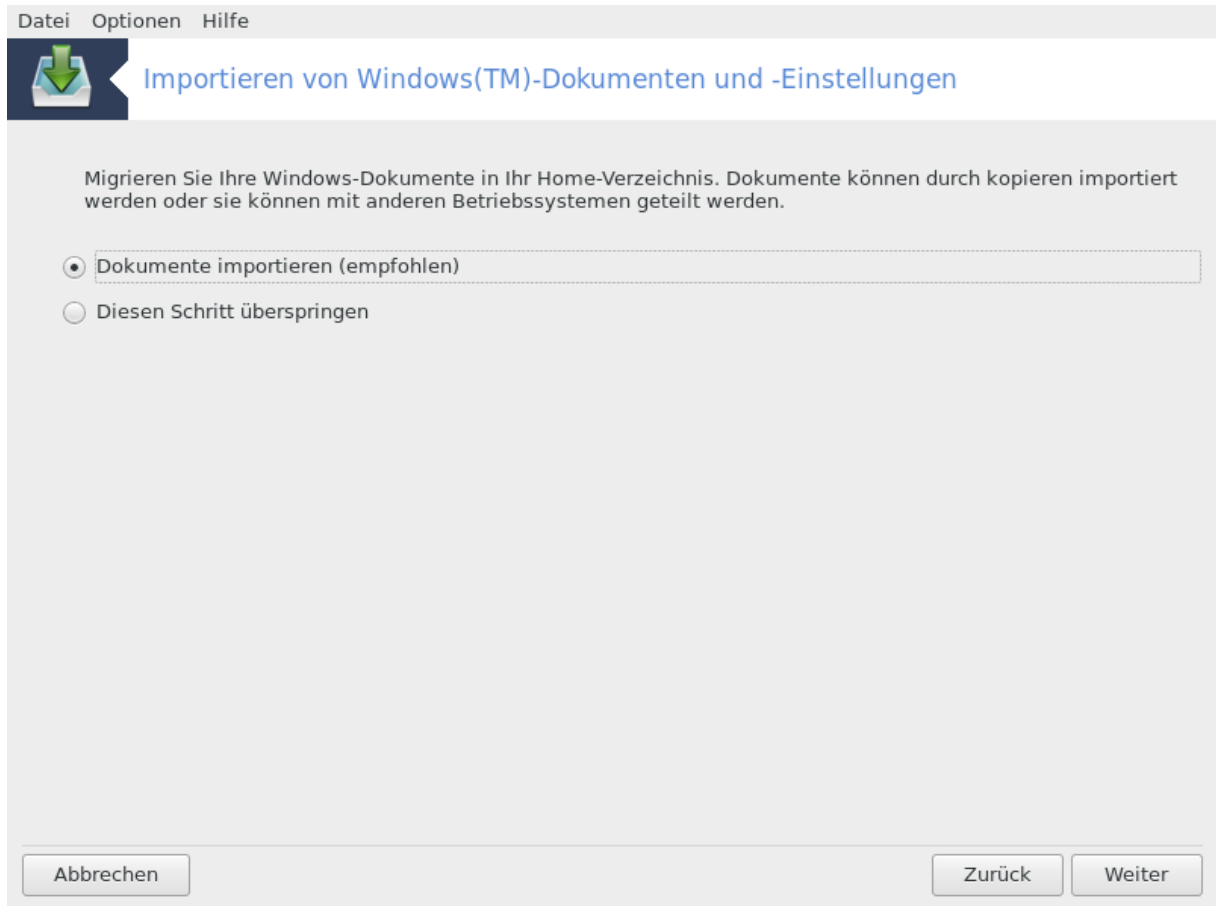 Datei Optionen Hilfe
Importieren von Windows(TM)-Dokumenten und -Einstellungen
Migrieren Sie Ihre Windows-Dokumente in Ihr Home-Verzeichnis. Dokumente können durch kopieren importiert
werden oder sie können mit anderen Betriebssystemen geteilt werden.
Dokumente importieren (empfohlen)
Diesen Schritt überspringen
Abbrechen Zurück Weiter